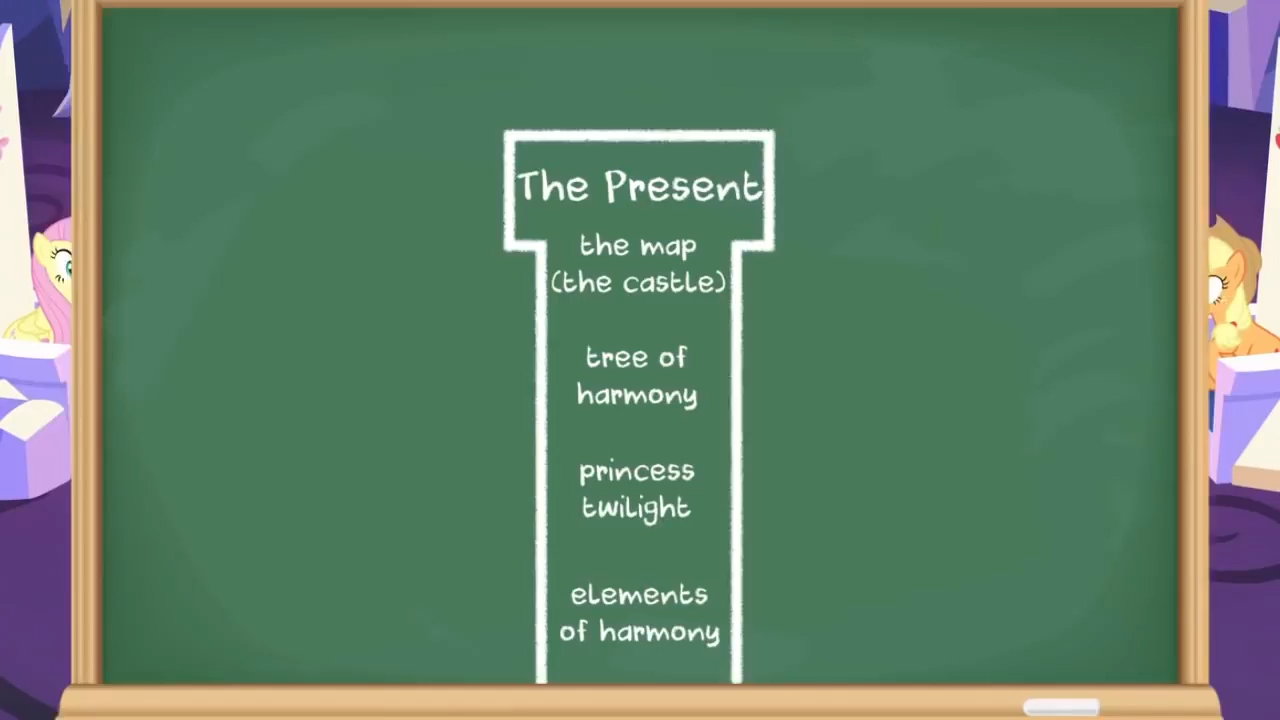 The Present
the map
(the castle)
tree of
harmony
princess
twilight
elements
of harmony